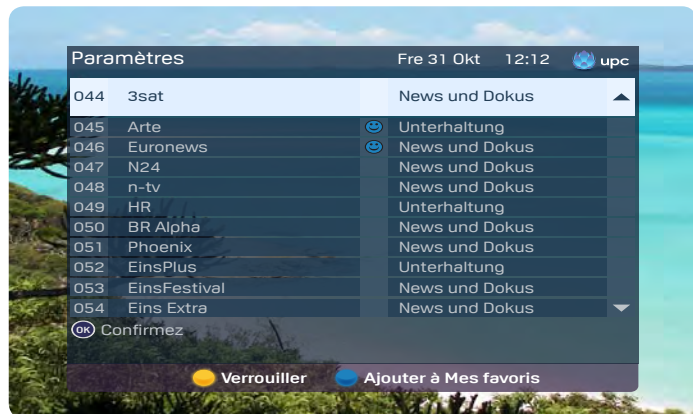 Paramètres Fre 31 Okt 12:12 upc
044 3sat News und Dokus
045 Arte Unterhaltung
046 Euronews News und Dokus
047 N24 News und Dokus
048 n-tv News und Dokus
049 HR Unterhaltung
050 BR Alpha News und Dokus
051 Phoenix News und Dokus
052 EinsPlus Unterhaltung
053 EinsFestival News und Dokus
054 Eins Extra News und Dokus
OK Confirmez
Verrouiller Ajouter à Mes favoris